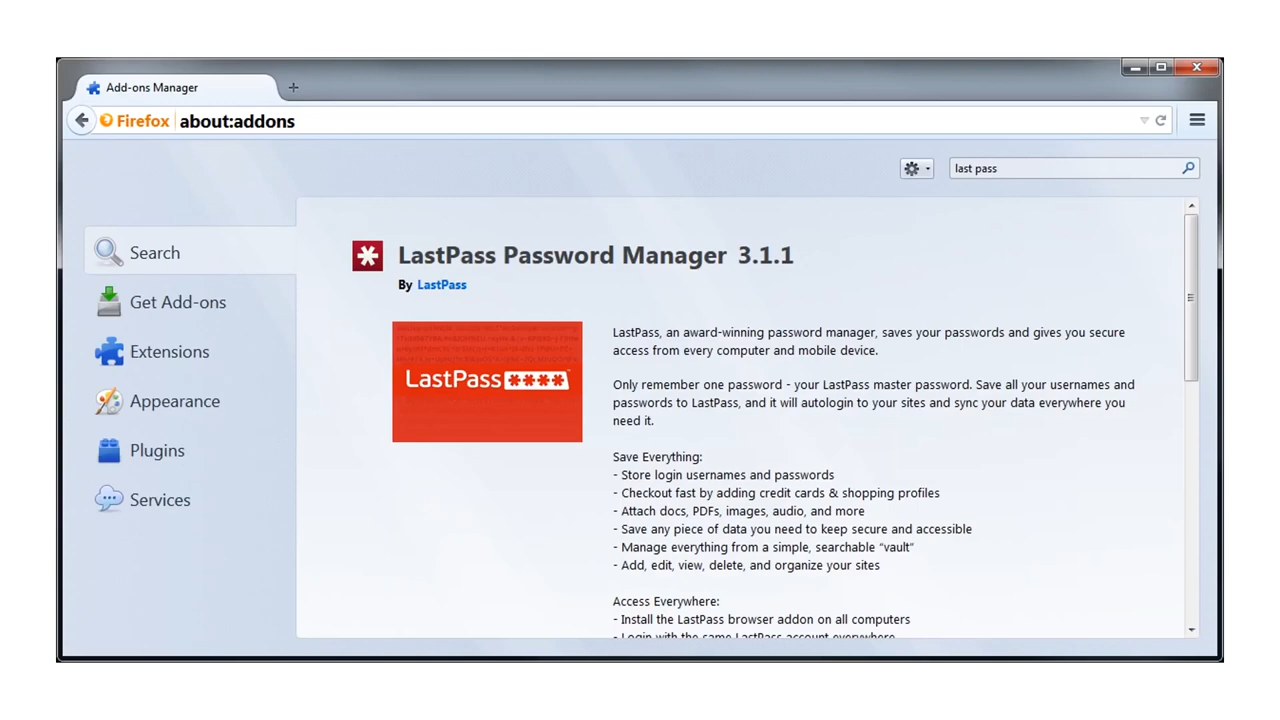 Add-ons Manager
Firefox about:addons
last pass
Search
Get Add-ons
Extensions
Appearance
Plugins
Services
LastPass Password Manager 3.1.1
By LastPass
LastPass ****
LastPass, an award-winning password manager, saves your passwords and gives you secure
access from every computer and mobile device.
Only remember one password - your LastPass master password. Save all your usernames and
passwords to LastPass, and it will autologin to your sites and sync your data everywhere you
need it.
Save Everything:
- Store login usernames and passwords
- Checkout fast by adding credit cards & shopping profiles
- Attach docs, PDFs, images, audio, and more
- Save any piece of data you need to keep secure and accessible
- Manage everything from a simple, searchable “vault”
- Add, edit, view, delete, and organize your sites
Access Everywhere:
- Install the LastPass browser addon on all computers
- Login with the same LastPass account everywhere